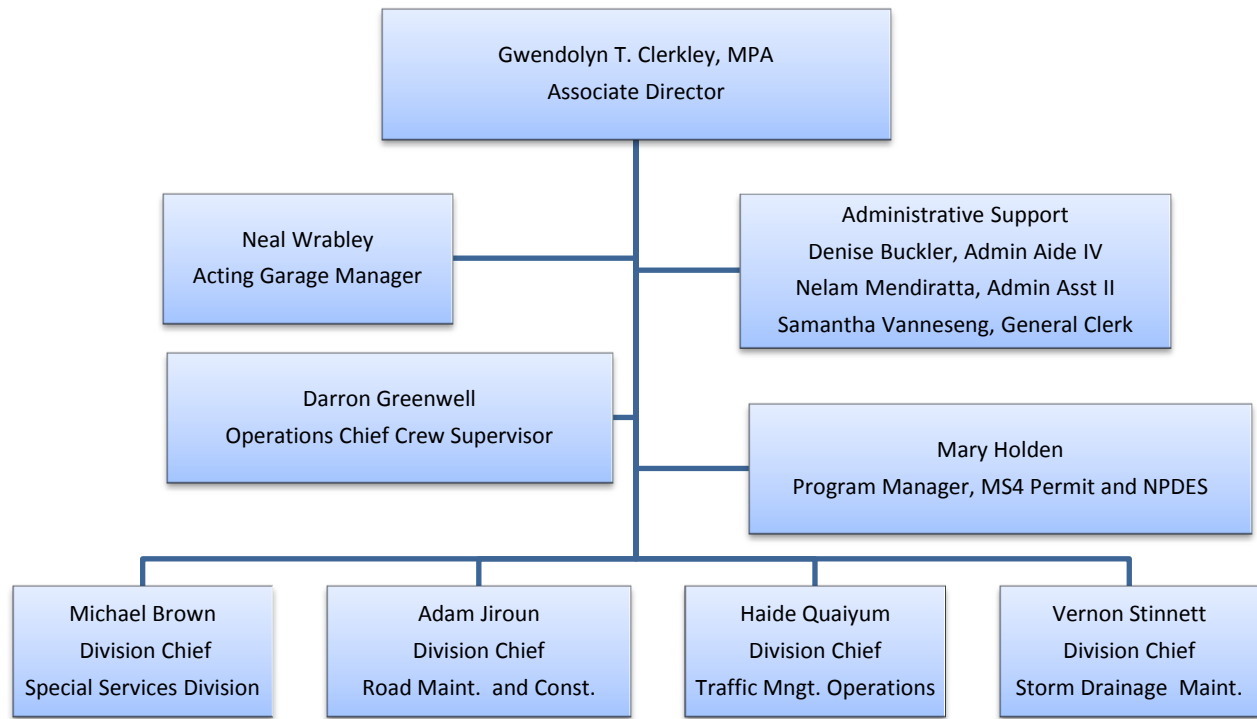 Gwendolyn T. Clerkley, MPA
Associate Director
Neal Wrabley
Acting Garage Manager
Administrative Support
Denise Buckler, Admin Aide IV
Nelam Mendiratta, Admin Asst II
Samantha Vanneseng, General Clerk
Darron Greenwell
Operations Chief Crew Supervisor
Mary Holden
Program Manager, MS4 Permit and NPDES
Michael Brown
Division Chief
Special Services Division
Adam Jiroun
Division Chief
Road Maint. and Const.
Haide Quaiyum
Division Chief
Traffic Mngt. Operations
Vernon Stinnett
Division Chief
Storm Drainage Maint.